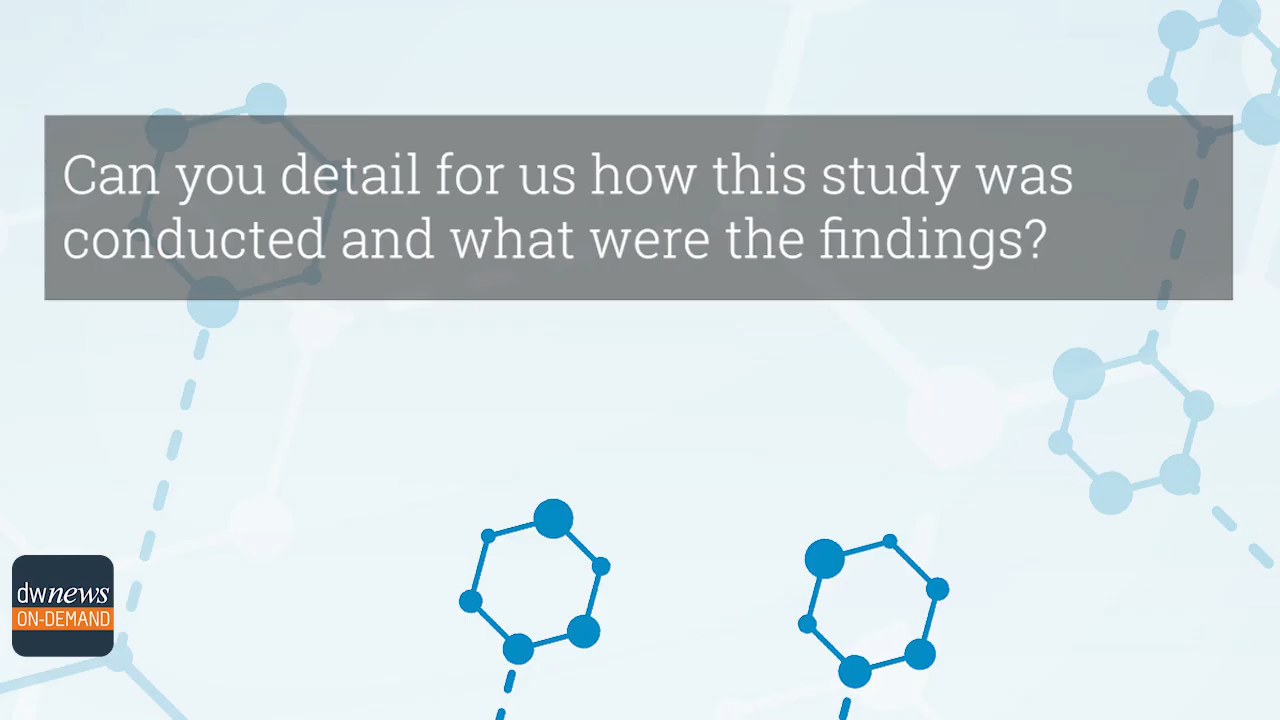 Can you detail for us how this study was
conducted and what were the findings?
dwnews
ON-DEMAND